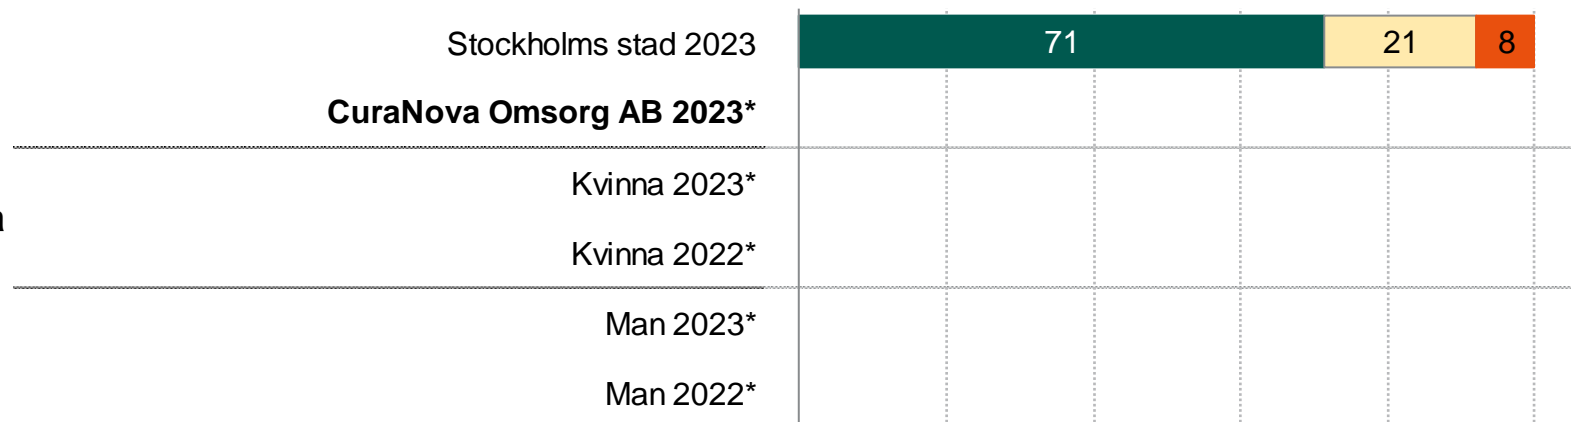 Stockholms stad 2023 71 21 8
CuraNova Omsorg AB 2023*
Kvinna 2023*
Kvinna 2022*
Man 2023*
Man 2022*